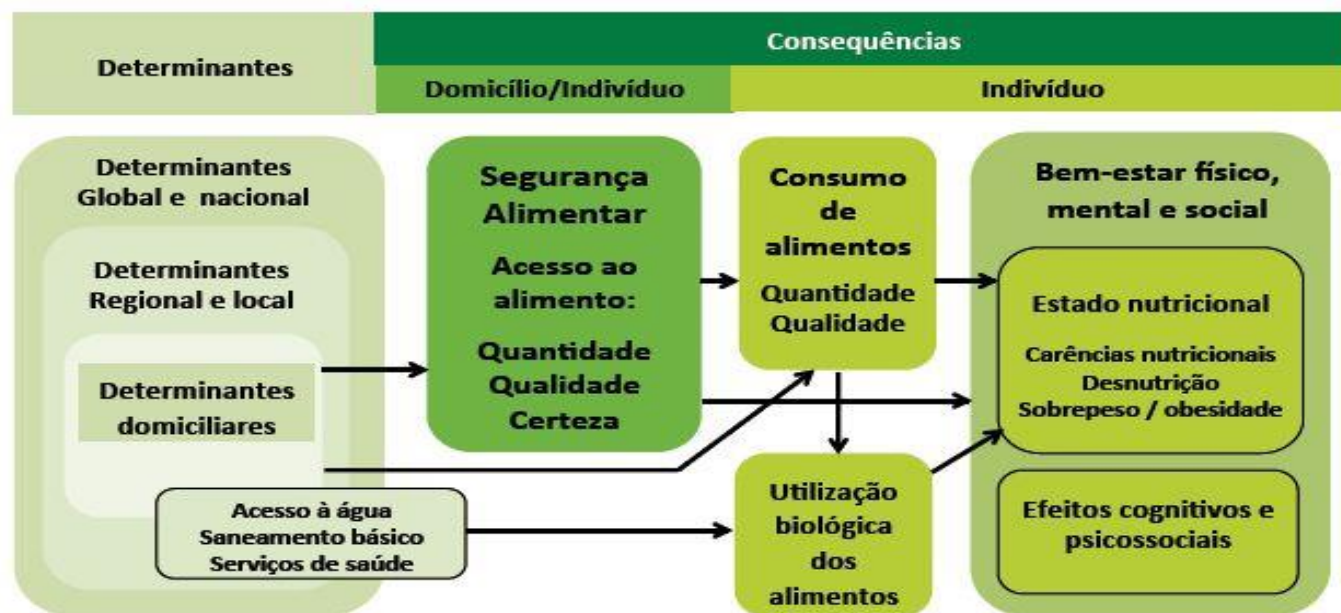 Determinantes
Consequências
Domicílio/Indivíduo
Indivíduo
Determinantes
Global e nacional
Determinantes
Regional e local
Determinantes
domiciliares
Acesso à água
Saneamento básico
Serviços de saúde
Segurança
Alimentar
Acesso ao
alimento:
Quantidade
Qualidade
Certeza
Consumo
de
alimentos
Quantidade
Qualidade
Utilização
biológica
dos
alimentos
Bem-estar físico,
mental e social
Estado nutricional
Carências nutricionais
Desnutrição
Sobrepeso / obesidade
Efeitos cognitivos e
psicossociais